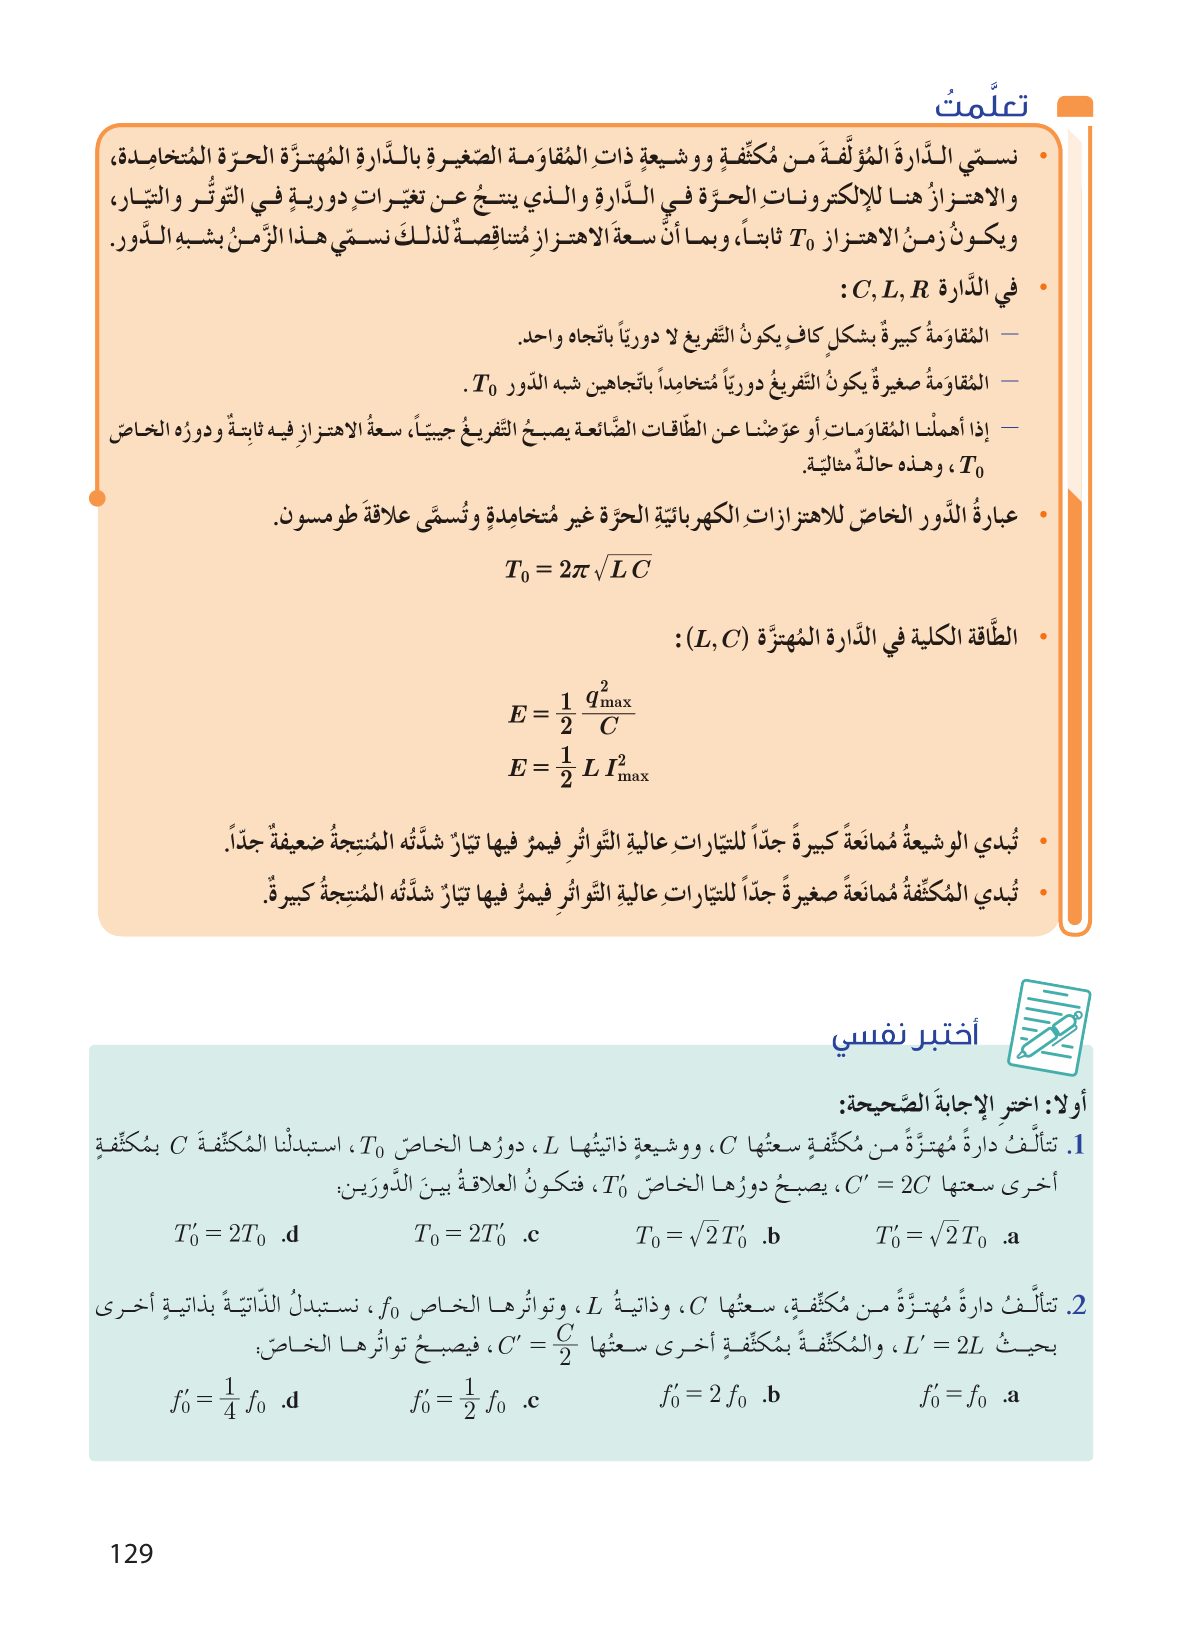 تعلَّمتُ
• نسمّي الدَّارةَ المُؤلَّفةَ من مُكثِّفةٍ ووشيعةٍ ذاتِ المُقاوَمة الصّغيرةِ بالدَّارةِ المُهتزَّة الحرّة المُتخامِدة،
والاهتزازُ هنا للإلكتروناتِ الحرَّة في الدَّارةِ والذي ينتجُ عن تغيّراتٍ دوريةٍ في التّوتُّر والتيّار،
ويكونُ زمنُ الاهتزاز T₀ ثابتاً، وبما أنَّ سعةَ الاهتزازِ مُتناقِصةٌ لذلكَ نسمّي هذا الزَّمنُ بشبهِ الدَّور.
• في الدَّارة C, L, R :
— المُقاوَمةُ كبيرةٌ بشكلٍ كافٍ يكونُ التَّفريغ لا دوريّاً باتّجاه واحد.
— المُقاوَمةُ صغيرةٌ يكونُ التَّفريغُ دوريّاً مُتخامِداً باتّجاهين شبه الدّور T₀ .
— إذا أهملْنا المُقاوَماتِ أو عوّضْنا عن الطّاقات الضَّائعة يصبحُ التَّفريغُ جيبيّاً، سعةُ الاهتزازِ فيه ثابِتةٌ ودورُه الخاصّ
T₀ ، وهذه حالةٌ مثاليّة.
• عبارةُ الدَّور الخاصّ للاهتزازاتِ الكهربائيّةِ الحرَّة غير مُتخامِدةٍ وتُسمَّى علاقةَ طومسون.
T₀ = 2π √(L C)
• الطَّاقة الكلية في الدَّارة المُهتزَّة (L, C) :
E = 1/2 q²max/C
E = 1/2 L I²max
• تُبدي الوشيعةُ مُمانَعةً كبيرةً جدّاً للتيّاراتِ عاليةِ التَّواتُرِ فيمرُّ فيها تيّارٌ شدَّتُه المُنتِجةُ ضعيفةٌ جدّاً.
• تُبدي المُكثِّفةُ مُمانَعةً صغيرةً جدّاً للتيّاراتِ عاليةِ التَّواتُرِ فيمرُّ فيها تيّارٌ شدَّتُه المُنتِجةُ كبيرةٌ.
أختبر نفسي
أولا: اخترِ الإجابةَ الصَّحيحة:
1. تتألَّفُ دارةً مُهتزَّةً من مُكثِّفةٍ سعتُها C ، ووشيعةٍ ذاتيتُها L ، دورُها الخاصّ T₀ ، استبدلْنا المُكثِّفةَ C بمُكثِّفةٍ
أخرى سعتها C′ = 2C ، يصبحُ دورُها الخاصّ T′₀ ، فتكونُ العلاقةُ بينَ الدَّورَين:
a. T′₀ = √2 T₀ b. T₀ = √2 T′₀ c. T₀ = 2T′₀ d. T′₀ = 2T₀
2. تتألَّفُ دارةً مُهتزَّةً من مُكثِّفةٍ، سعتُها C ، وذاتيةُ L ، وتواتُرها الخاص f₀ ، نستبدلُ الذّاتيّةً بذاتيةٍ أخرى
بحيثُ L′ = 2L ، والمُكثِّفةً بمُكثِّفةٍ أخرى سعتُها C′ = C/2 ، فيصبحُ تواتُرها الخاصّ:
a. f′₀ = f₀ b. f′₀ = 2 f₀ c. f′₀ = 1/2 f₀ d. f′₀ = 1/4 f₀
129